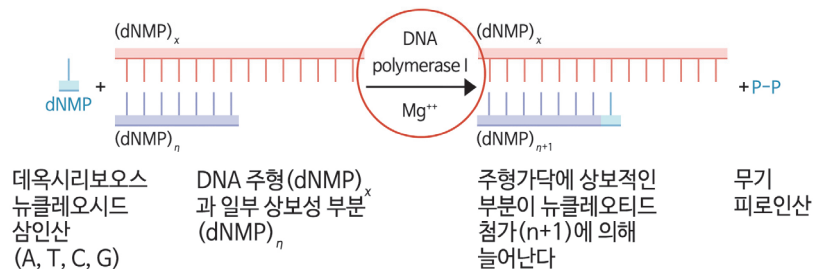 (dNMP)x
DNA
polymerase I
Mg++
(dNMP)x
dNMP
+
(dNMP)η
(dNMP)η+1
+P-P
데옥시리보오스
뉴클레오시드
삼인산
(A, T, C, G)
DNA 주형(dNMP)x
과 일부 상보성 부분
(dNMP)η
주형가닥에 상보적인
부분이 뉴클레오티드
첨가(n+1)에 의해
늘어난다
무기
피로인산